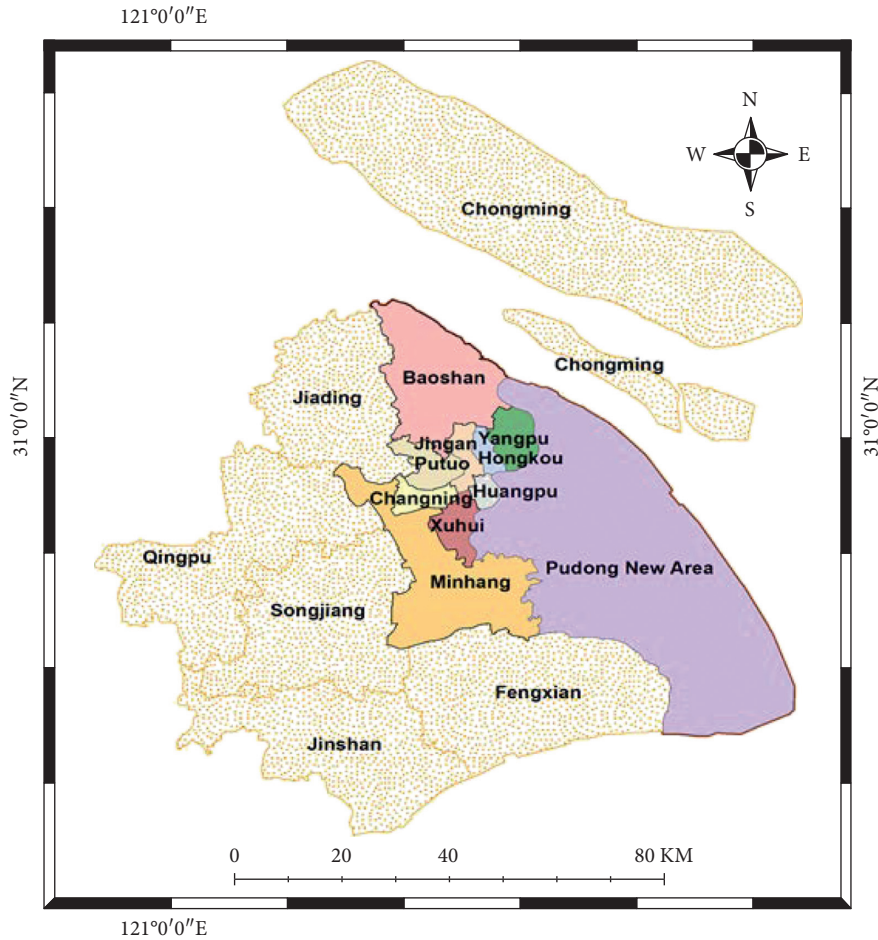 121°0′0″E
N
W E
S
Chongming
Chongming
Baoshan
Jiading
31°0′0″N
31°0′0″N
Jingan
Yangpu
Putuo
Hongkou
Changning
Huangpu
Xuhui
Qingpu
Minhang
Pudong New Area
Songjiang
Fengxian
Jinshan
0 20 40 80 KM
121°0′0″E